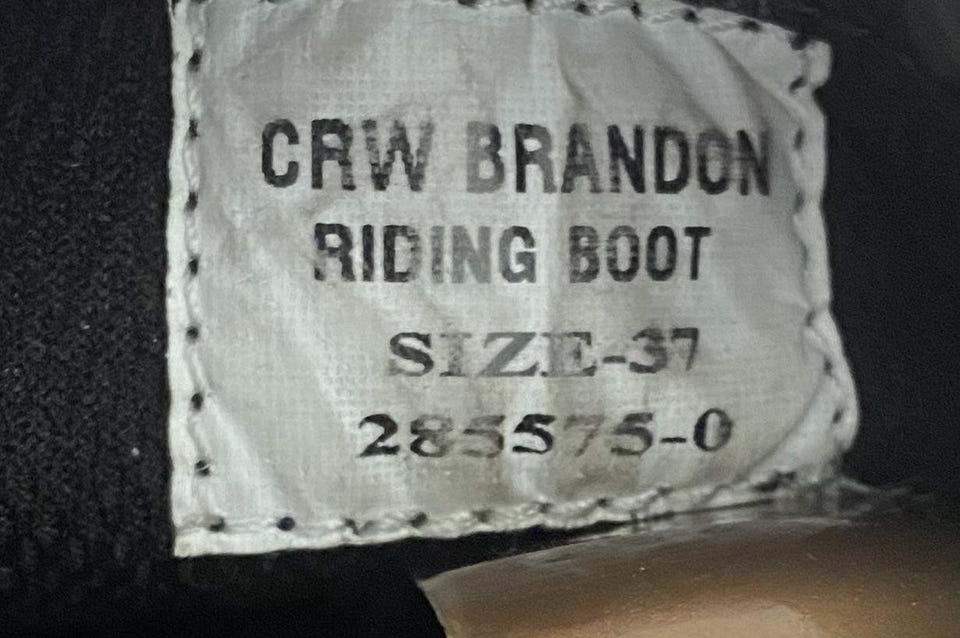 CRW BRANDON
RIDING BOOT
SIZE-37
285575-0